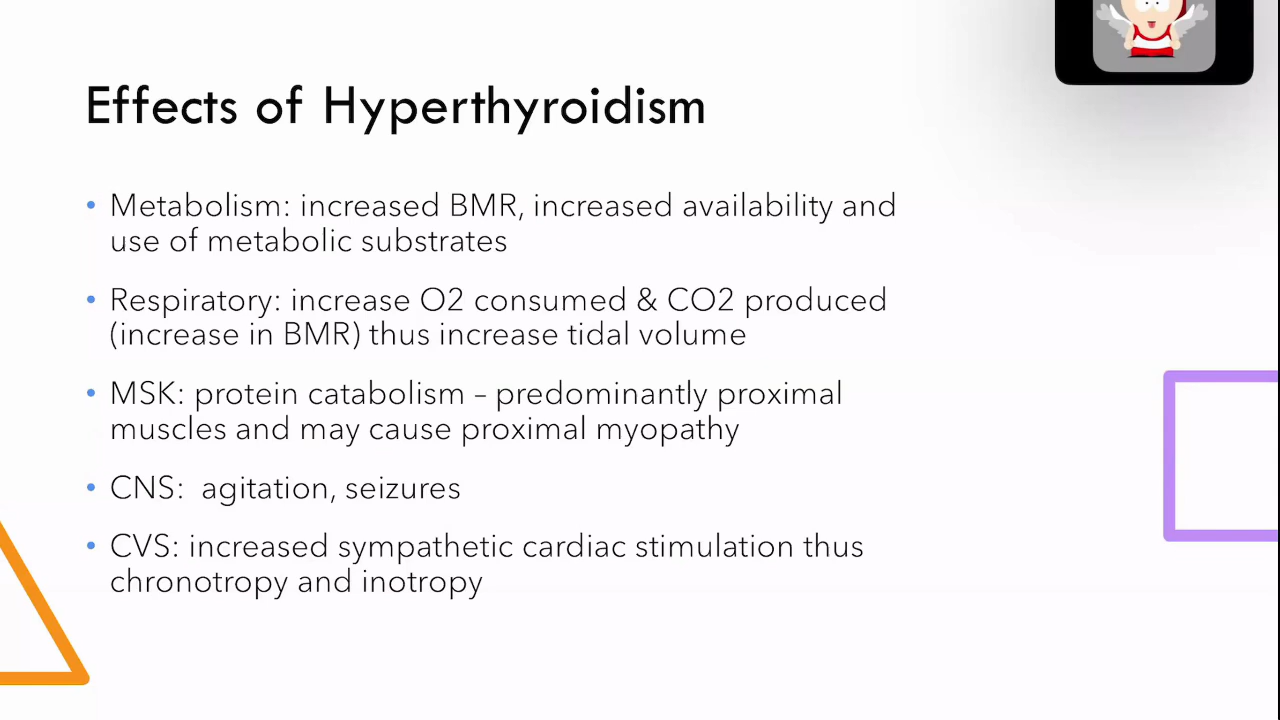 Effects of Hyperthyroidism
• Metabolism: increased BMR, increased availability and
use of metabolic substrates
• Respiratory: increase O2 consumed & CO2 produced
(increase in BMR) thus increase tidal volume
• MSK: protein catabolism – predominantly proximal
muscles and may cause proximal myopathy
• CNS:  agitation, seizures
• CVS: increased sympathetic cardiac stimulation thus
chronotropy and inotropy